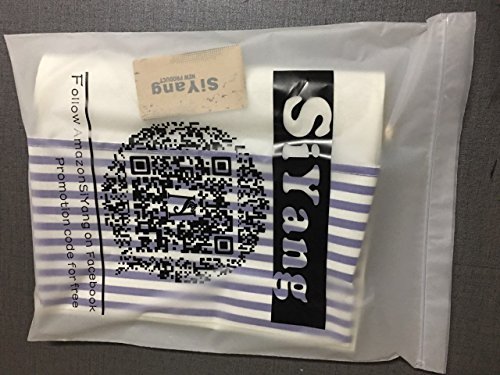 SiYang
SiYang
NEW PRODUCT
Follow AmazonSiYang on Facebook
Promotion code for free